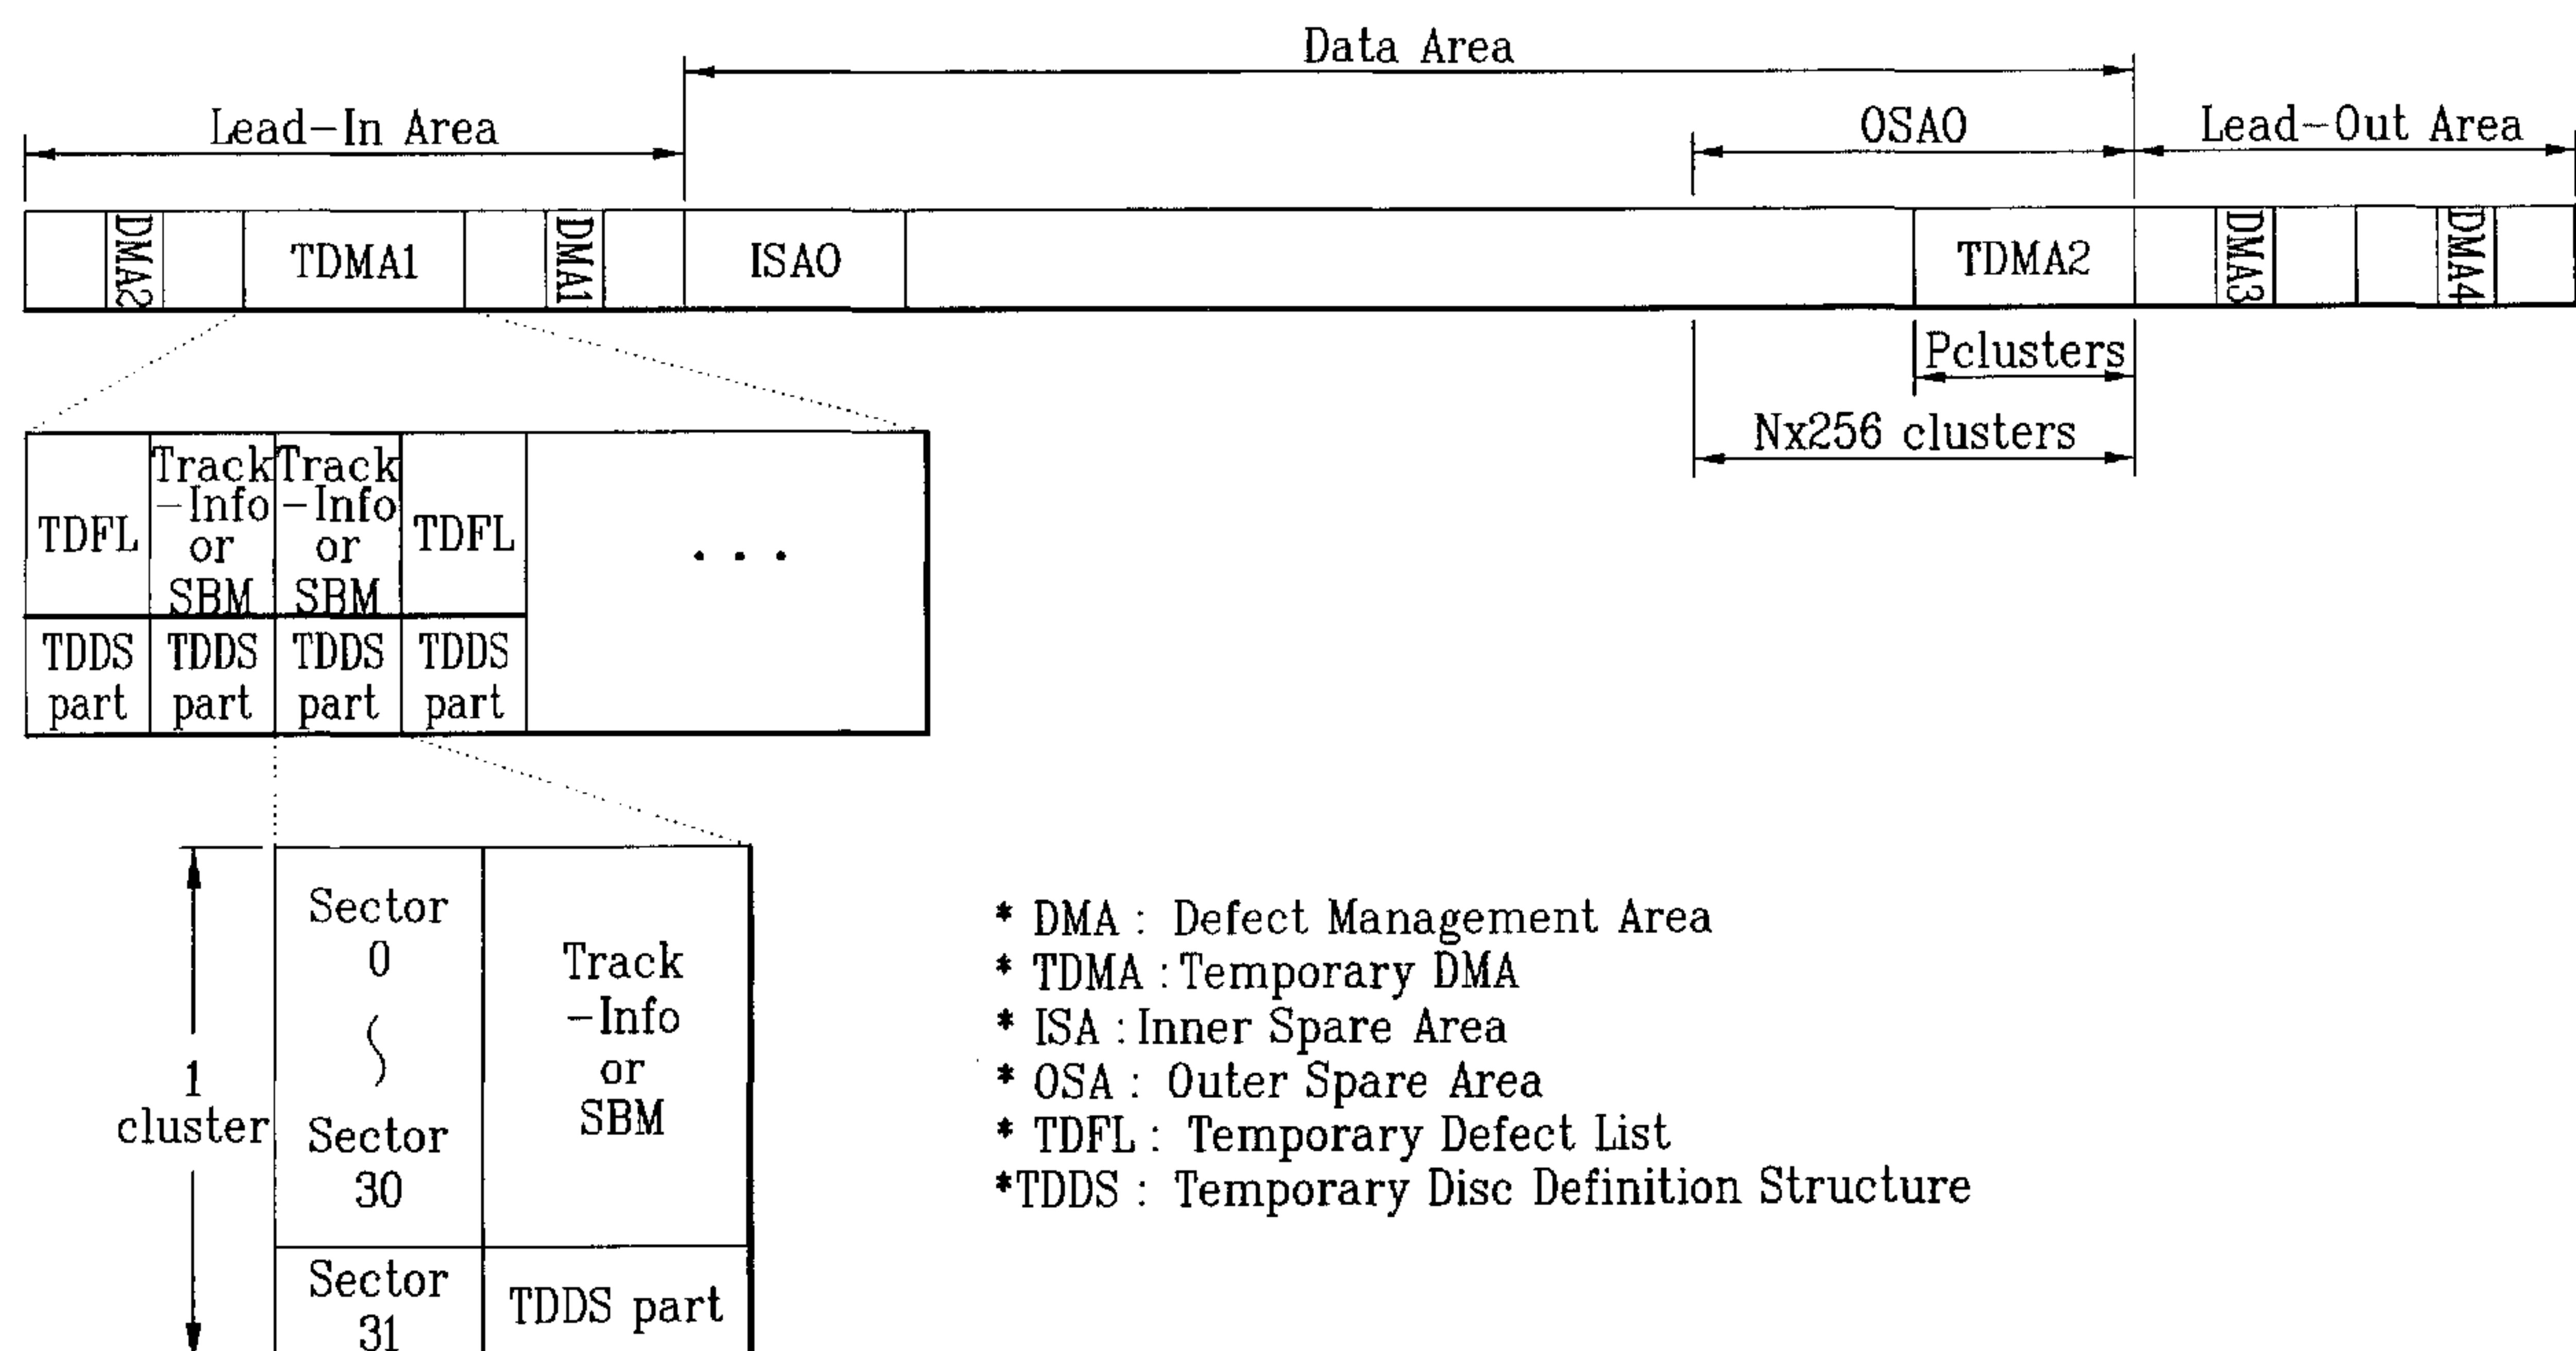 Data Area
Lead-In Area
OSA0
Lead-Out Area
DMA2
TDMA1
DMA1
ISA0
TDMA2
DMA3
DMA4
Pclusters
Nx256 clusters
TDFL
Track
-Info
or
SBM
Track
-Info
or
SBM
TDFL
. . .
TDDS
part
TDDS
part
TDDS
part
TDDS
part
1
cluster
Sector
0
Sector
30
Track
-Info
or
SBM
Sector
31
TDDS part
* DMA : Defect Management Area
* TDMA : Temporary DMA
* ISA : Inner Spare Area
* OSA : Outer Spare Area
* TDFL : Temporary Defect List
*TDDS : Temporary Disc Definition Structure